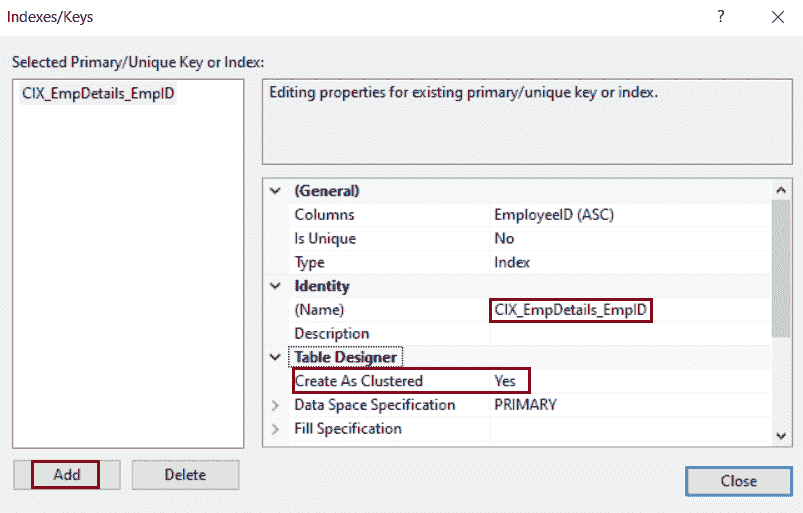 Indexes/Keys ?
Selected Primary/Unique Key or Index:
CIX_EmpDetails_EmpID
Editing properties for existing primary/unique key or index.
(General)
Columns EmployeeID (ASC)
Is Unique No
Type Index
Identity
(Name) CIX_EmpDetails_EmpID
Description
Table Designer
Create As Clustered Yes
Data Space Specification PRIMARY
Fill Specification
Add Delete
Close